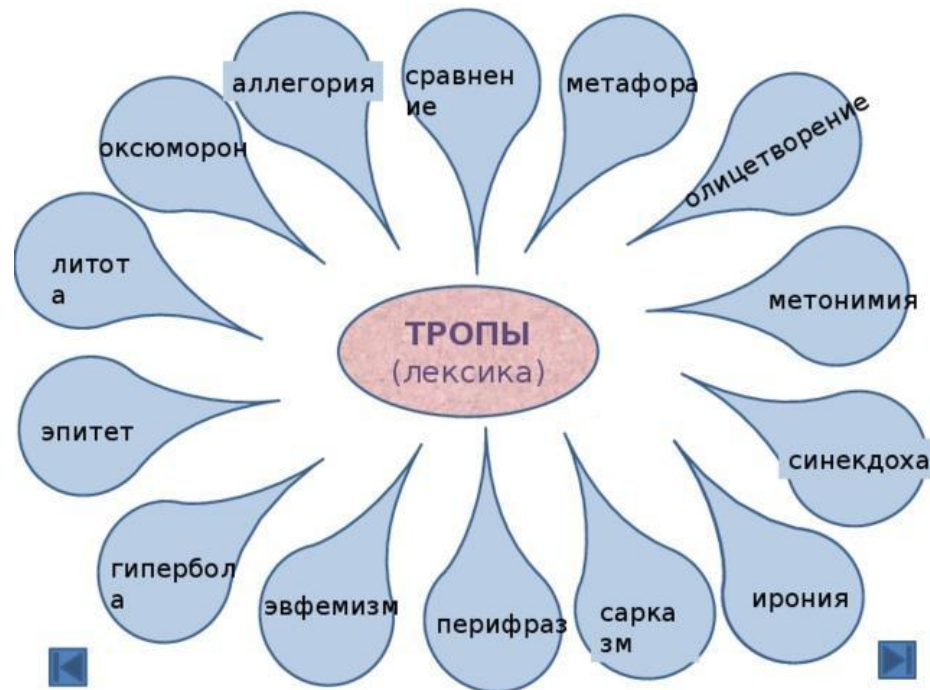 аллегория
сравнен
ие
метафора
олицетворение
оксюморон
литот
а
метонимия
ТРОПЫ
(лексика)
эпитет
синекдоха
гипербол
а
эвфемизм
перифраз
сарка
зм
ирония